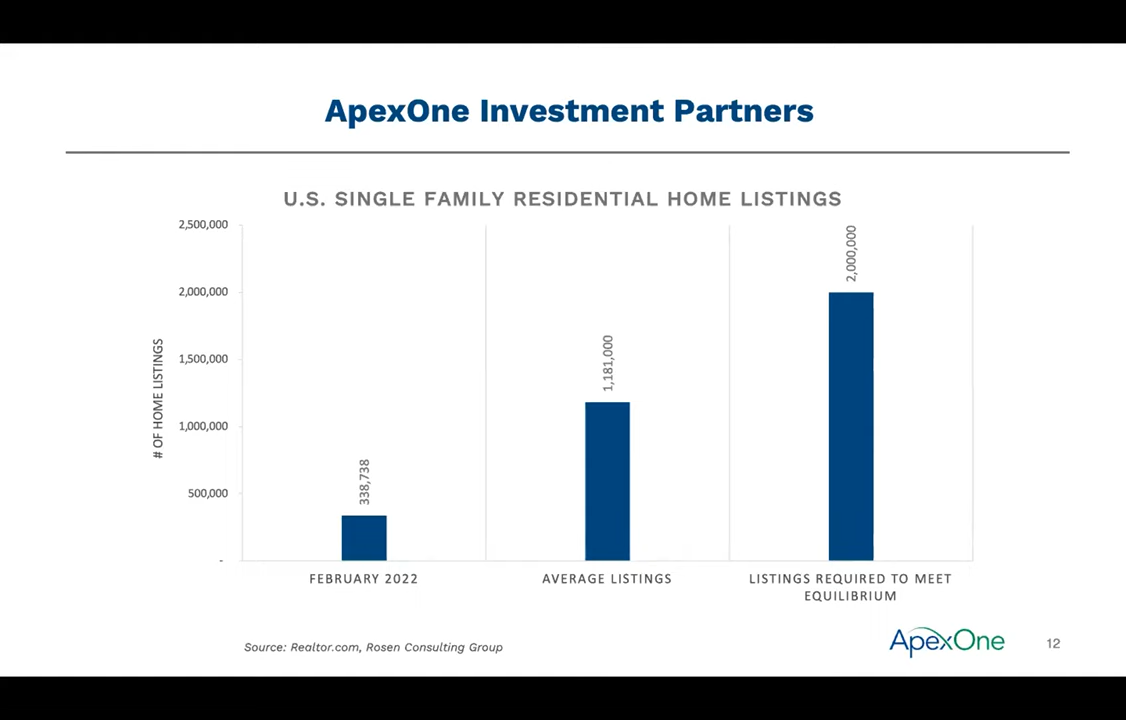 ApexOne Investment Partners
U.S. SINGLE FAMILY RESIDENTIAL HOME LISTINGS
# OF HOME LISTINGS
2,500,000
2,000,000
1,500,000
1,000,000
500,000
-
338,738
1,181,000
2,000,000
FEBRUARY 2022
AVERAGE LISTINGS
LISTINGS REQUIRED TO MEET
EQUILIBRIUM
Source: Realtor.com, Rosen Consulting Group
ApexOne
12